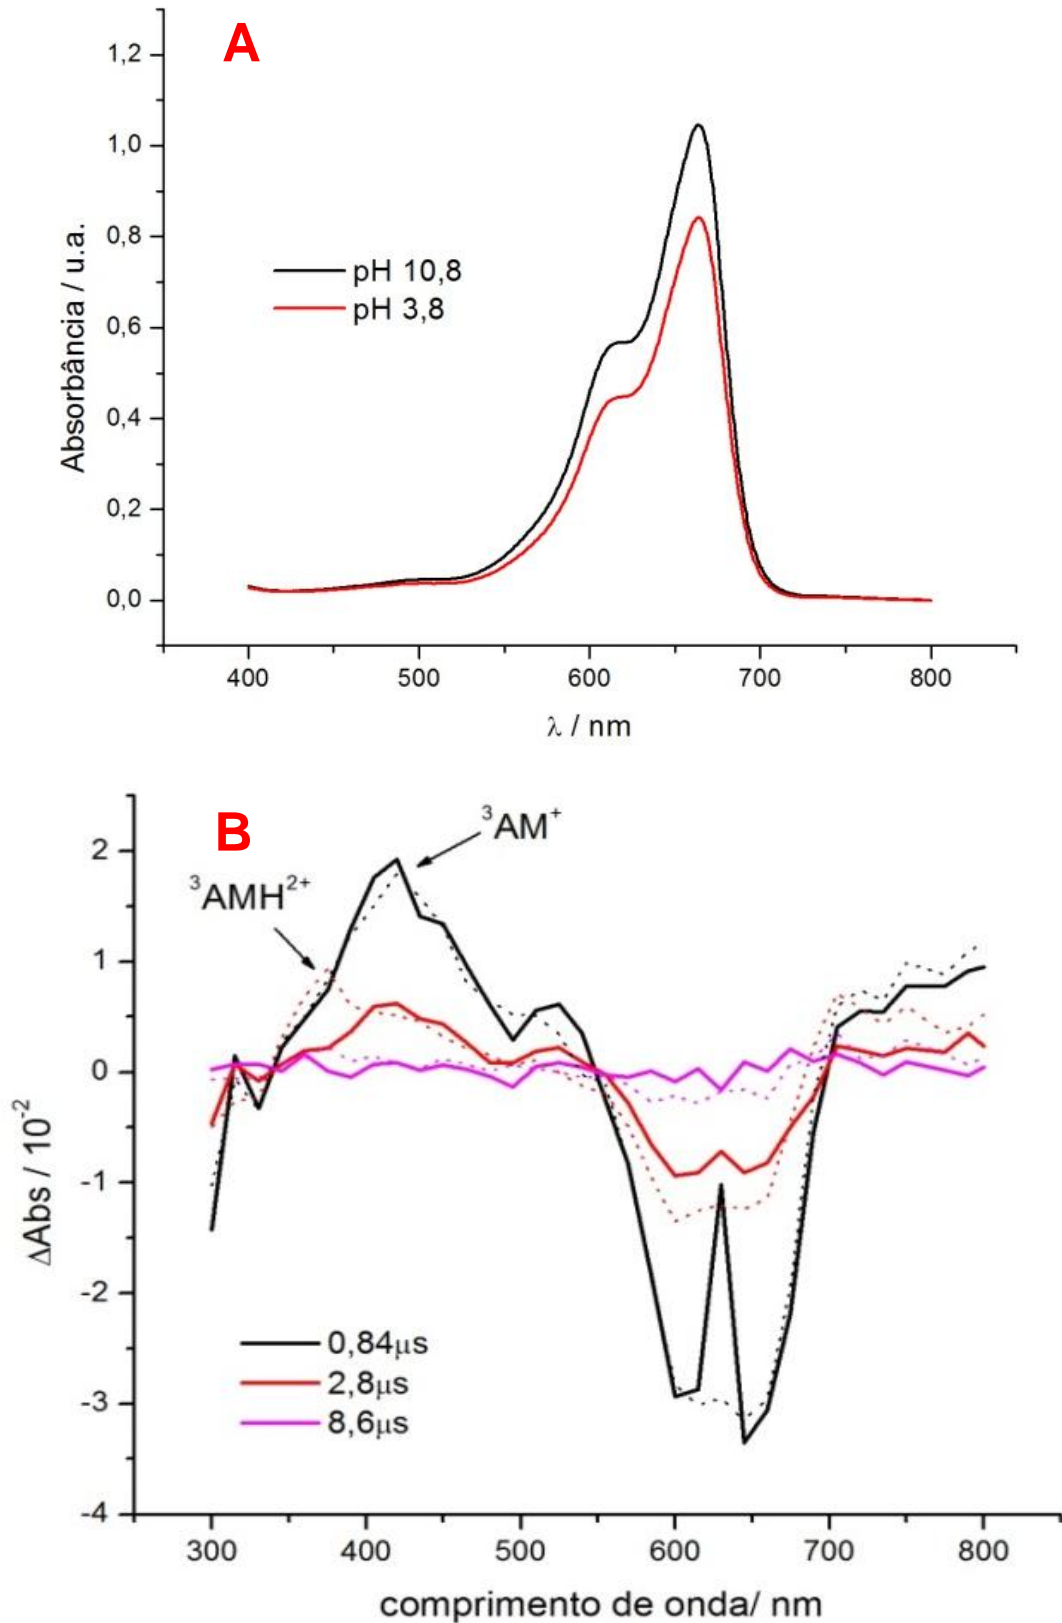 A
1,2
1,0
0,8
0,6
0,4
0,2
0,0
Absorbância / u.a.
pH 10,8
pH 3,8
400 500 600 700 800
λ / nm
B
³AM⁺
³AMH²⁺
2
1
0
-1
-2
-3
-4
ΔAbs / 10⁻²
0,84μs
2,8μs
8,6μs
300 400 500 600 700 800
comprimento de onda/ nm